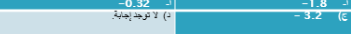 أ- 1.8- ب- 0.32-
ج) 3.2 - د) لا توجد إجابة.